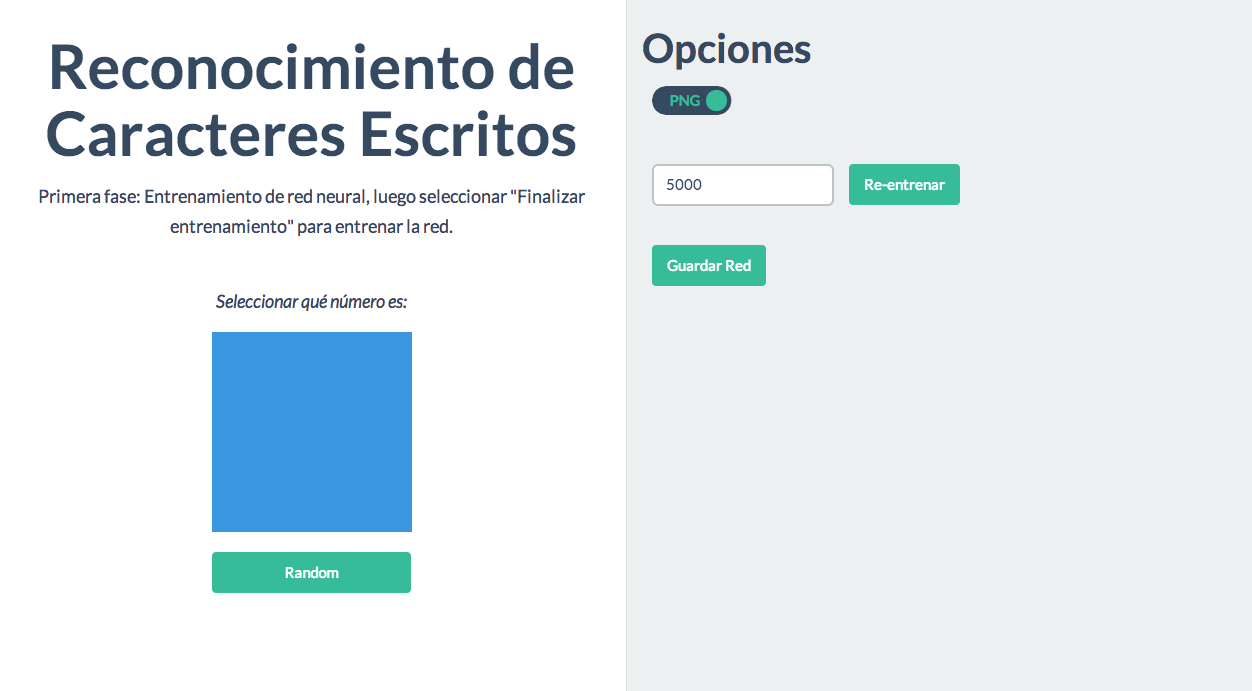 Reconocimiento de
Caracteres Escritos
Primera fase: Entrenamiento de red neural, luego seleccionar "Finalizar
entrenamiento" para entrenar la red.
Seleccionar qué número es:
Random
Opciones
PNG
5000
Re-entrenar
Guardar Red